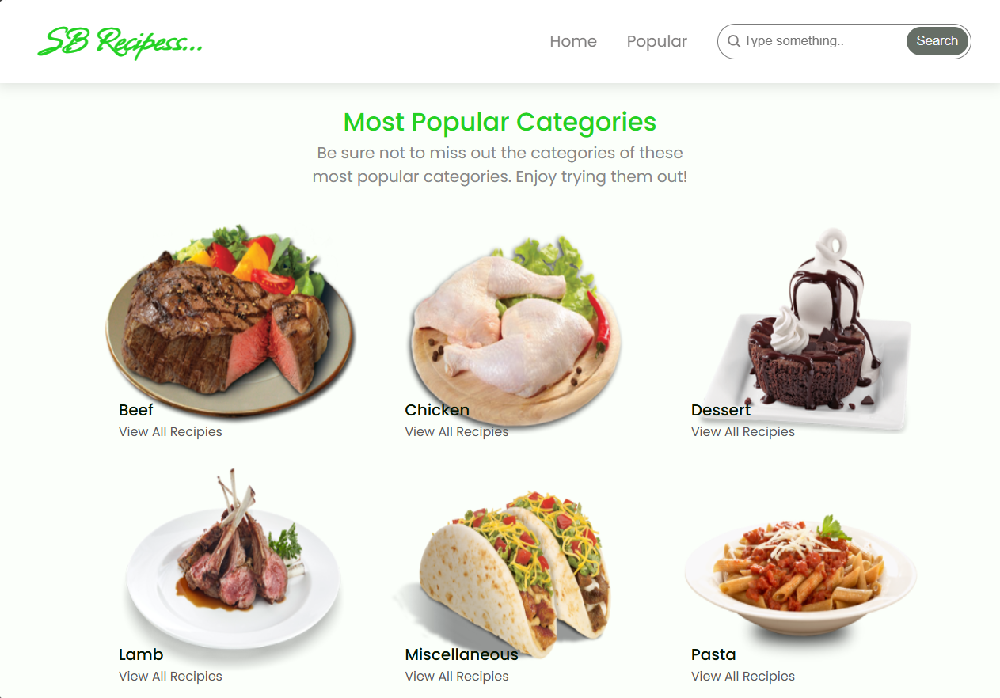 SB Recipess...
Home
Popular
Type something..
Search
Most Popular Categories
Be sure not to miss out the categories of these
most popular categories. Enjoy trying them out!
Beef
View All Recipies
Chicken
View All Recipies
Dessert
View All Recipies
Lamb
View All Recipies
Miscellaneous
View All Recipies
Pasta
View All Recipies